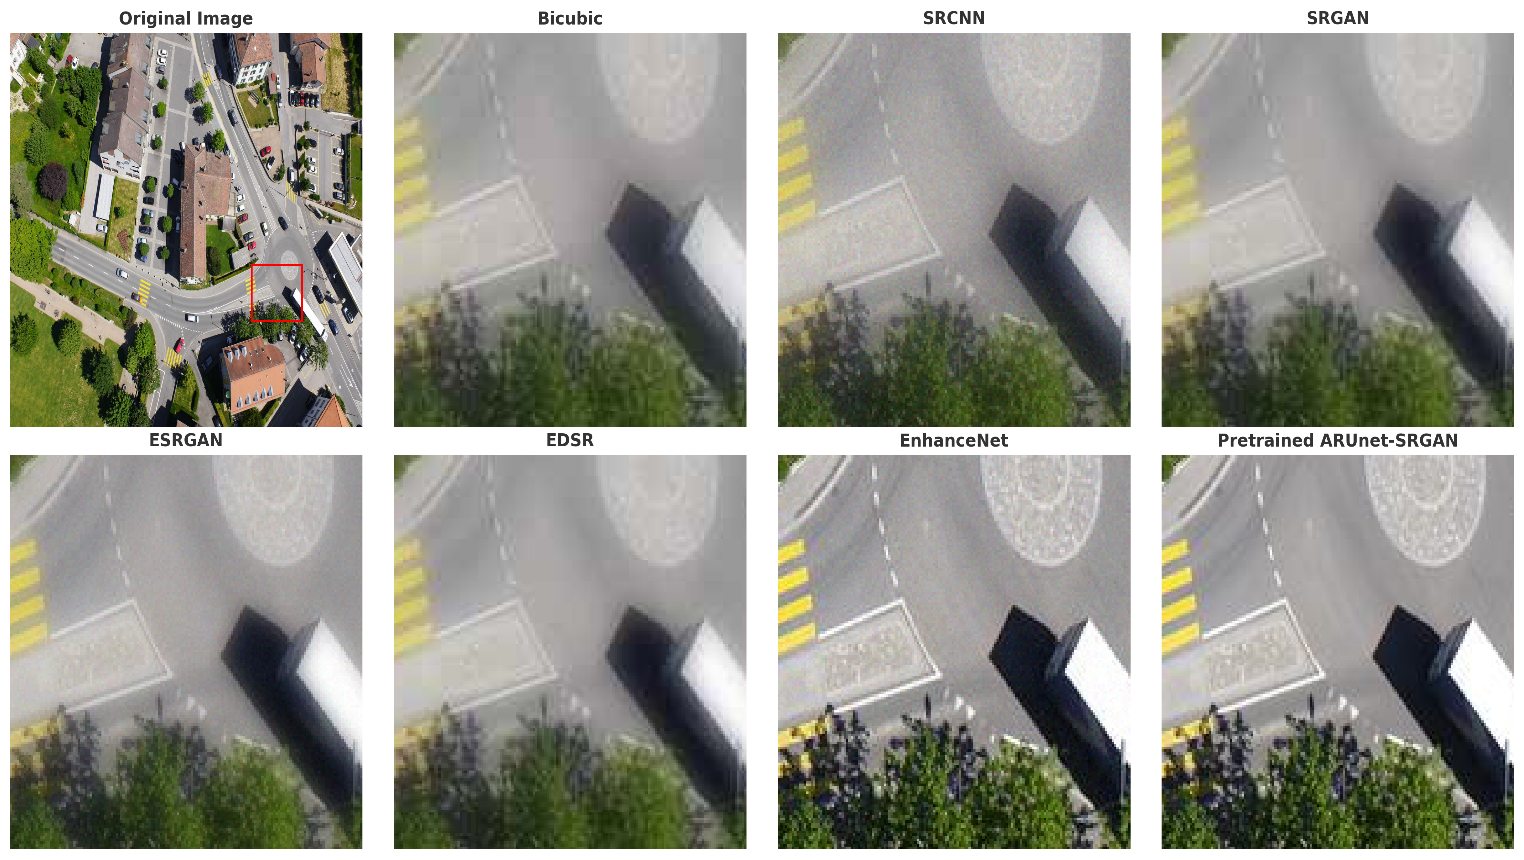 Original Image
Bicubic
SRCNN
SRGAN
ESRGAN
EDSR
EnhanceNet
Pretrained ARUnet-SRGAN